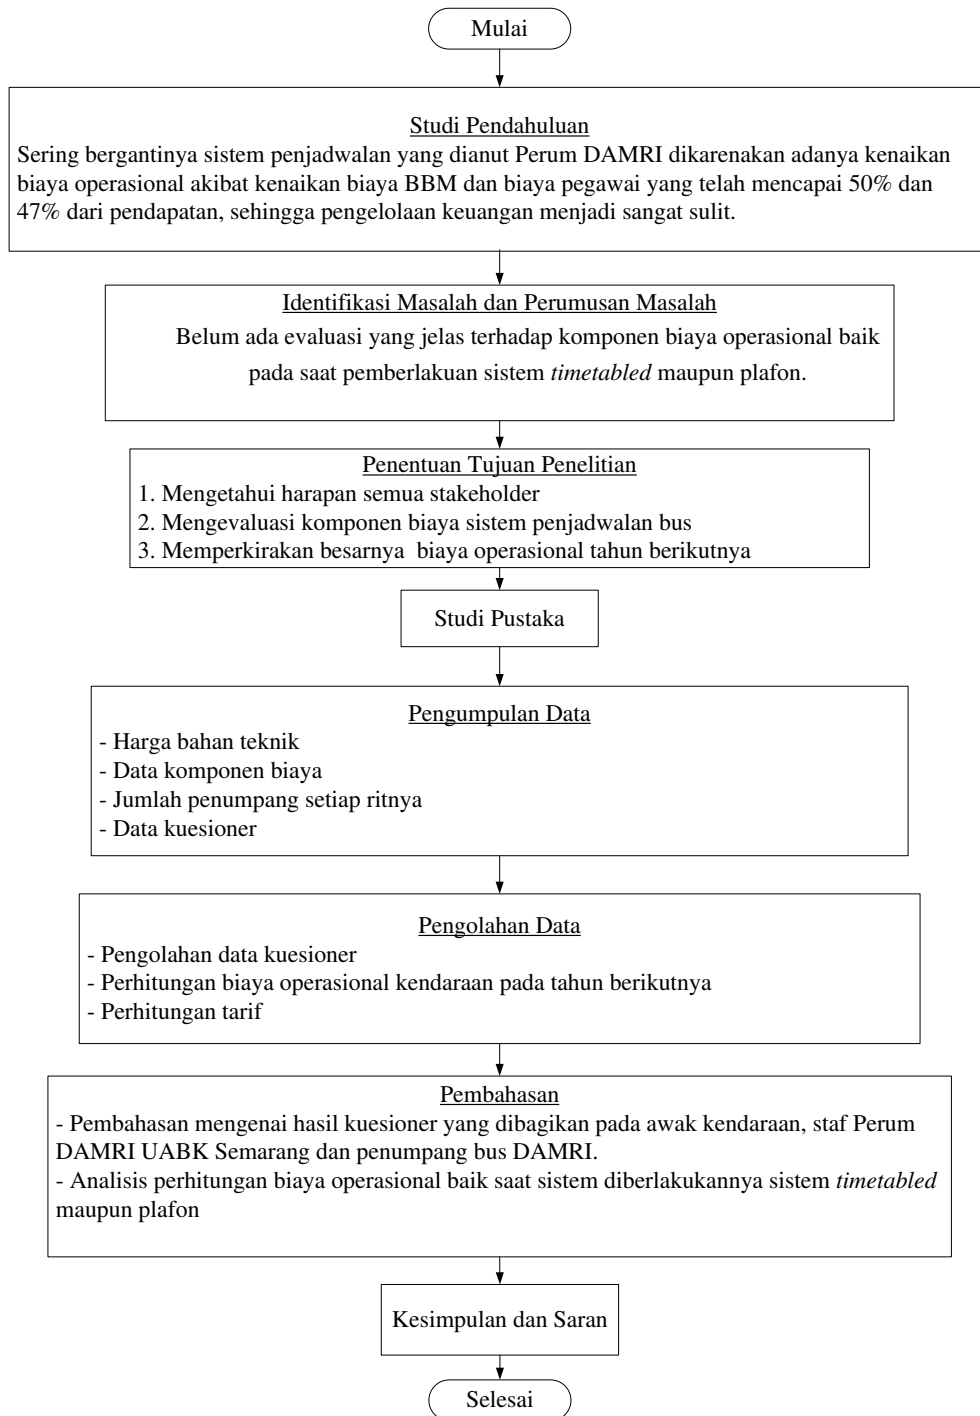 Mulai
Studi Pendahuluan
Sering bergantinya sistem penjadwalan yang dianut Perum DAMRI dikarenakan adanya kenaikan
biaya operasional akibat kenaikan biaya BBM dan biaya pegawai yang telah mencapai 50% dan
47% dari pendapatan, sehingga pengelolaan keuangan menjadi sangat sulit.
Identifikasi Masalah dan Perumusan Masalah
Belum ada evaluasi yang jelas terhadap komponen biaya operasional baik
pada saat pemberlakuan sistem timetabled maupun plafon.
Penentuan Tujuan Penelitian
1. Mengetahui harapan semua stakeholder
2. Mengevaluasi komponen biaya sistem penjadwalan bus
3. Memperkirakan besarnya biaya operasional tahun berikutnya
Studi Pustaka
Pengumpulan Data
- Harga bahan teknik
- Data komponen biaya
- Jumlah penumpang setiap ritnya
- Data kuesioner
Pengolahan Data
- Pengolahan data kuesioner
- Perhitungan biaya operasional kendaraan pada tahun berikutnya
- Perhitungan tarif
Pembahasan
- Pembahasan mengenai hasil kuesioner yang dibagikan pada awak kendaraan, staf Perum
DAMRI UABK Semarang dan penumpang bus DAMRI.
- Analisis perhitungan biaya operasional baik saat sistem diberlakukannya sistem timetabled
maupun plafon
Kesimpulan dan Saran
Selesai